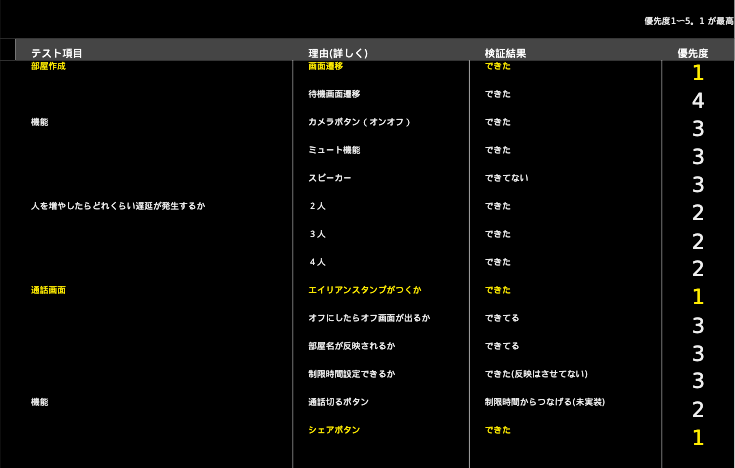 優先度1ー5。1 が最高
テスト項目 理由(詳しく) 検証結果 優先度
部屋作成 画面遷移 できた 1
待機画面遷移 できた 4
機能 カメラボタン ( オンオフ ) できた 3
ミュート機能 できた 3
スピーカー できてない 3
人を増やしたらどれくらい遅延が発生するか 2人 できた 2
3人 できた 2
4人 できた 2
通話画面 エイリアンスタンプがつくか できた 1
オフにしたらオフ画面が出るか できてる 3
部屋名が反映されるか できてる 3
制限時間設定できるか できた(反映はさせてない) 3
機能 通話切るボタン 制限時間からつなげる(未実装) 2
シェアボタン できた 1